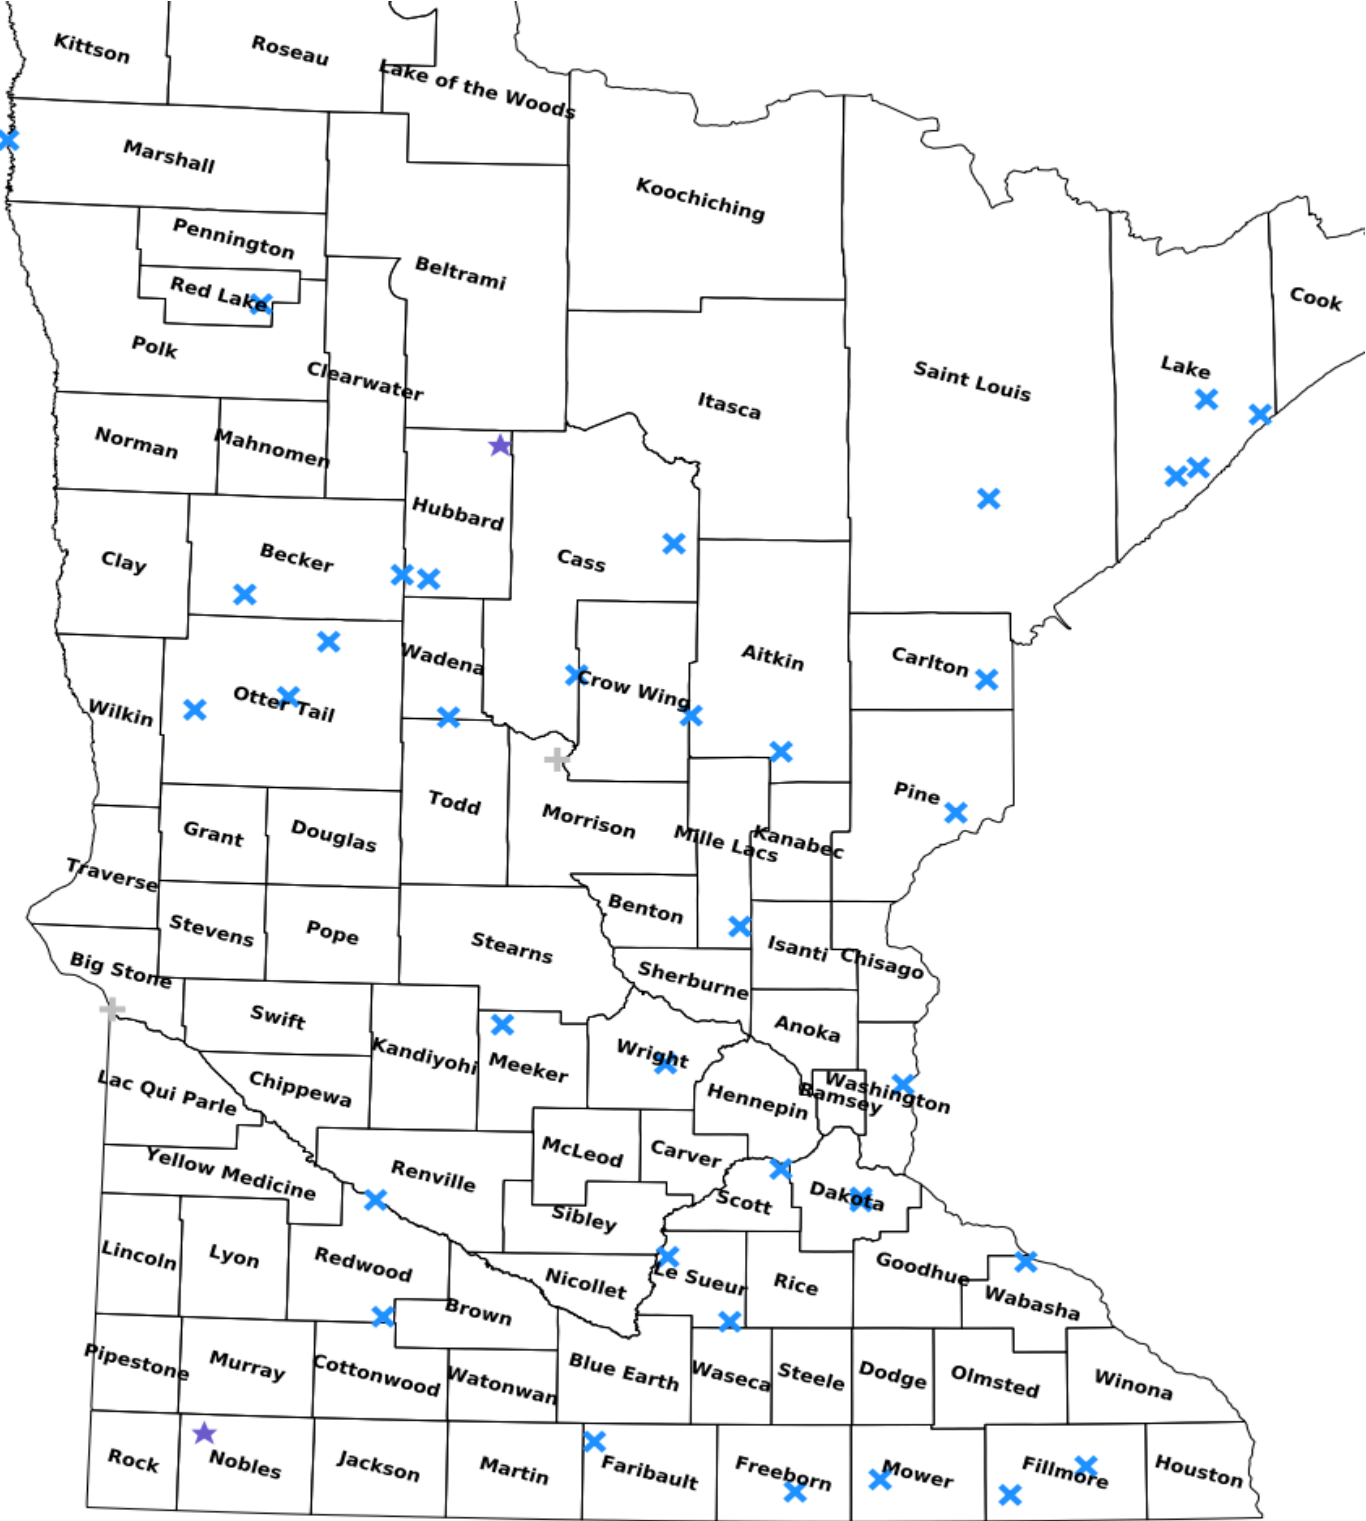 Kittson
Roseau
Lake of the Woods
Marshall
Koochiching
Pennington
Beltrami
Red Lake
Cook
Polk
Clearwater
Saint Louis
Lake
Itasca
Norman
Mahnomen
Hubbard
Clay
Becker
Cass
Wadena
Aitkin
Carlton
Crow Wing
Otter Tail
Wilkin
Pine
Todd
Morrison
Grant
Douglas
Mille Lacs
Kanabec
Traverse
Benton
Stevens
Pope
Stearns
Isanti
Chisago
Big Stone
Sherburne
Swift
Anoka
Kandiyohi
Meeker
Wright
Lac Qui Parle
Chippewa
Hennepin
Ramsey
Washington
McLeod
Carver
Yellow Medicine
Renville
Dakota
Scott
Sibley
Lincoln
Lyon
Redwood
Nicollet
Le Sueur
Rice
Goodhue
Wabasha
Brown
Pipestone
Murray
Cottonwood
Watonwan
Blue Earth
Waseca
Steele
Dodge
Olmsted
Winona
Rock
Nobles
Jackson
Martin
Faribault
Freeborn
Mower
Fillmore
Houston